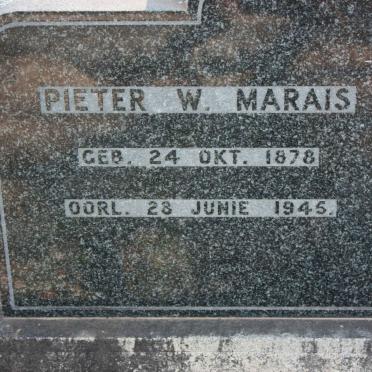 PIETER W. MARAIS
GEB. 24 OKT. 1878
OORL. 28 JUNIE 1945.